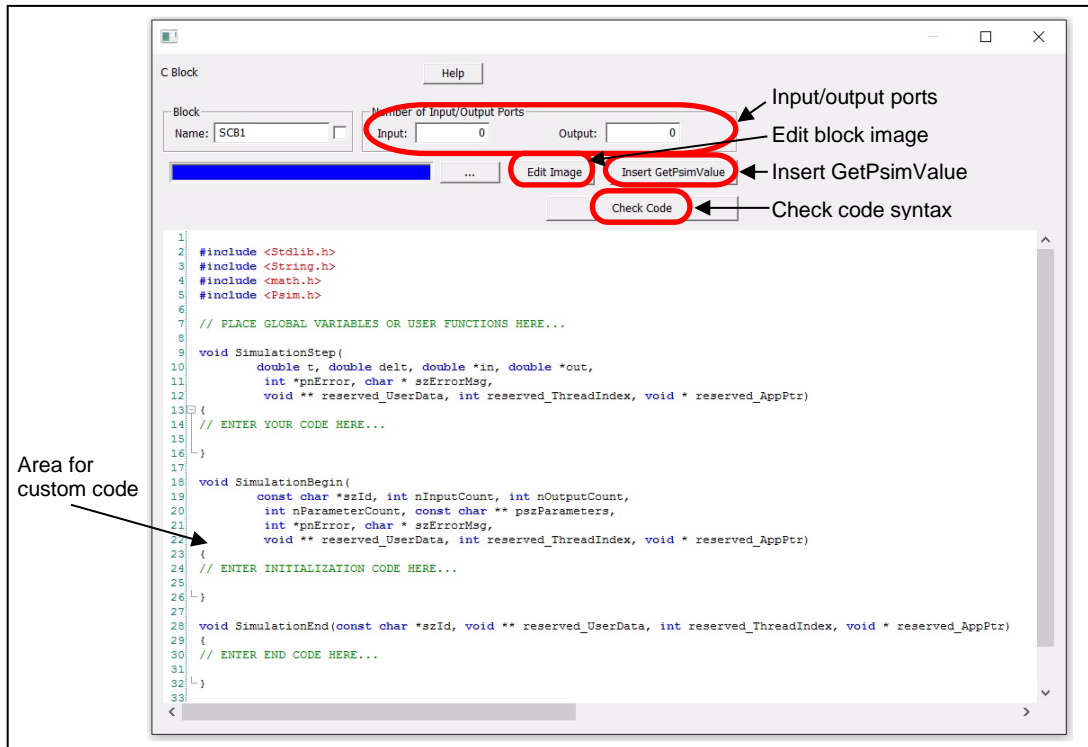 C Block
Help
Block
Number of Input/Output Ports
Name: SCB1
Input: 0
Output: 0
Input/output ports
Edit block image
...
Edit Image
Insert GetPsimValue
Insert GetPsimValue
Check Code
Check code syntax
1
2 #include <Stdlib.h>
3 #include <String.h>
4 #include <math.h>
5 #include <Psim.h>
6
7 // PLACE GLOBAL VARIABLES OR USER FUNCTIONS HERE...
8
9 void SimulationStep(
10 double t, double delt, double *in, double *out,
11 int *pnError, char * szErrorMsg,
12 void ** reserved_UserData, int reserved_ThreadIndex, void * reserved_AppPtr)
13 {
14 // ENTER YOUR CODE HERE...
15
16 }
17
18 void SimulationBegin(
19 const char *szId, int nInputCount, int nOutputCount,
20 int nParameterCount, const char ** pszParameters,
21 int *pnError, char * szErrorMsg,
22 void ** reserved_UserData, int reserved_ThreadIndex, void * reserved_AppPtr)
23 {
24 // ENTER INITIALIZATION CODE HERE...
25
26 }
27
28 void SimulationEnd(const char *szId, void ** reserved_UserData, int reserved_ThreadIndex, void * reserved_AppPtr)
29 {
30 // ENTER END CODE HERE...
31
32 }
33
Area for
custom code